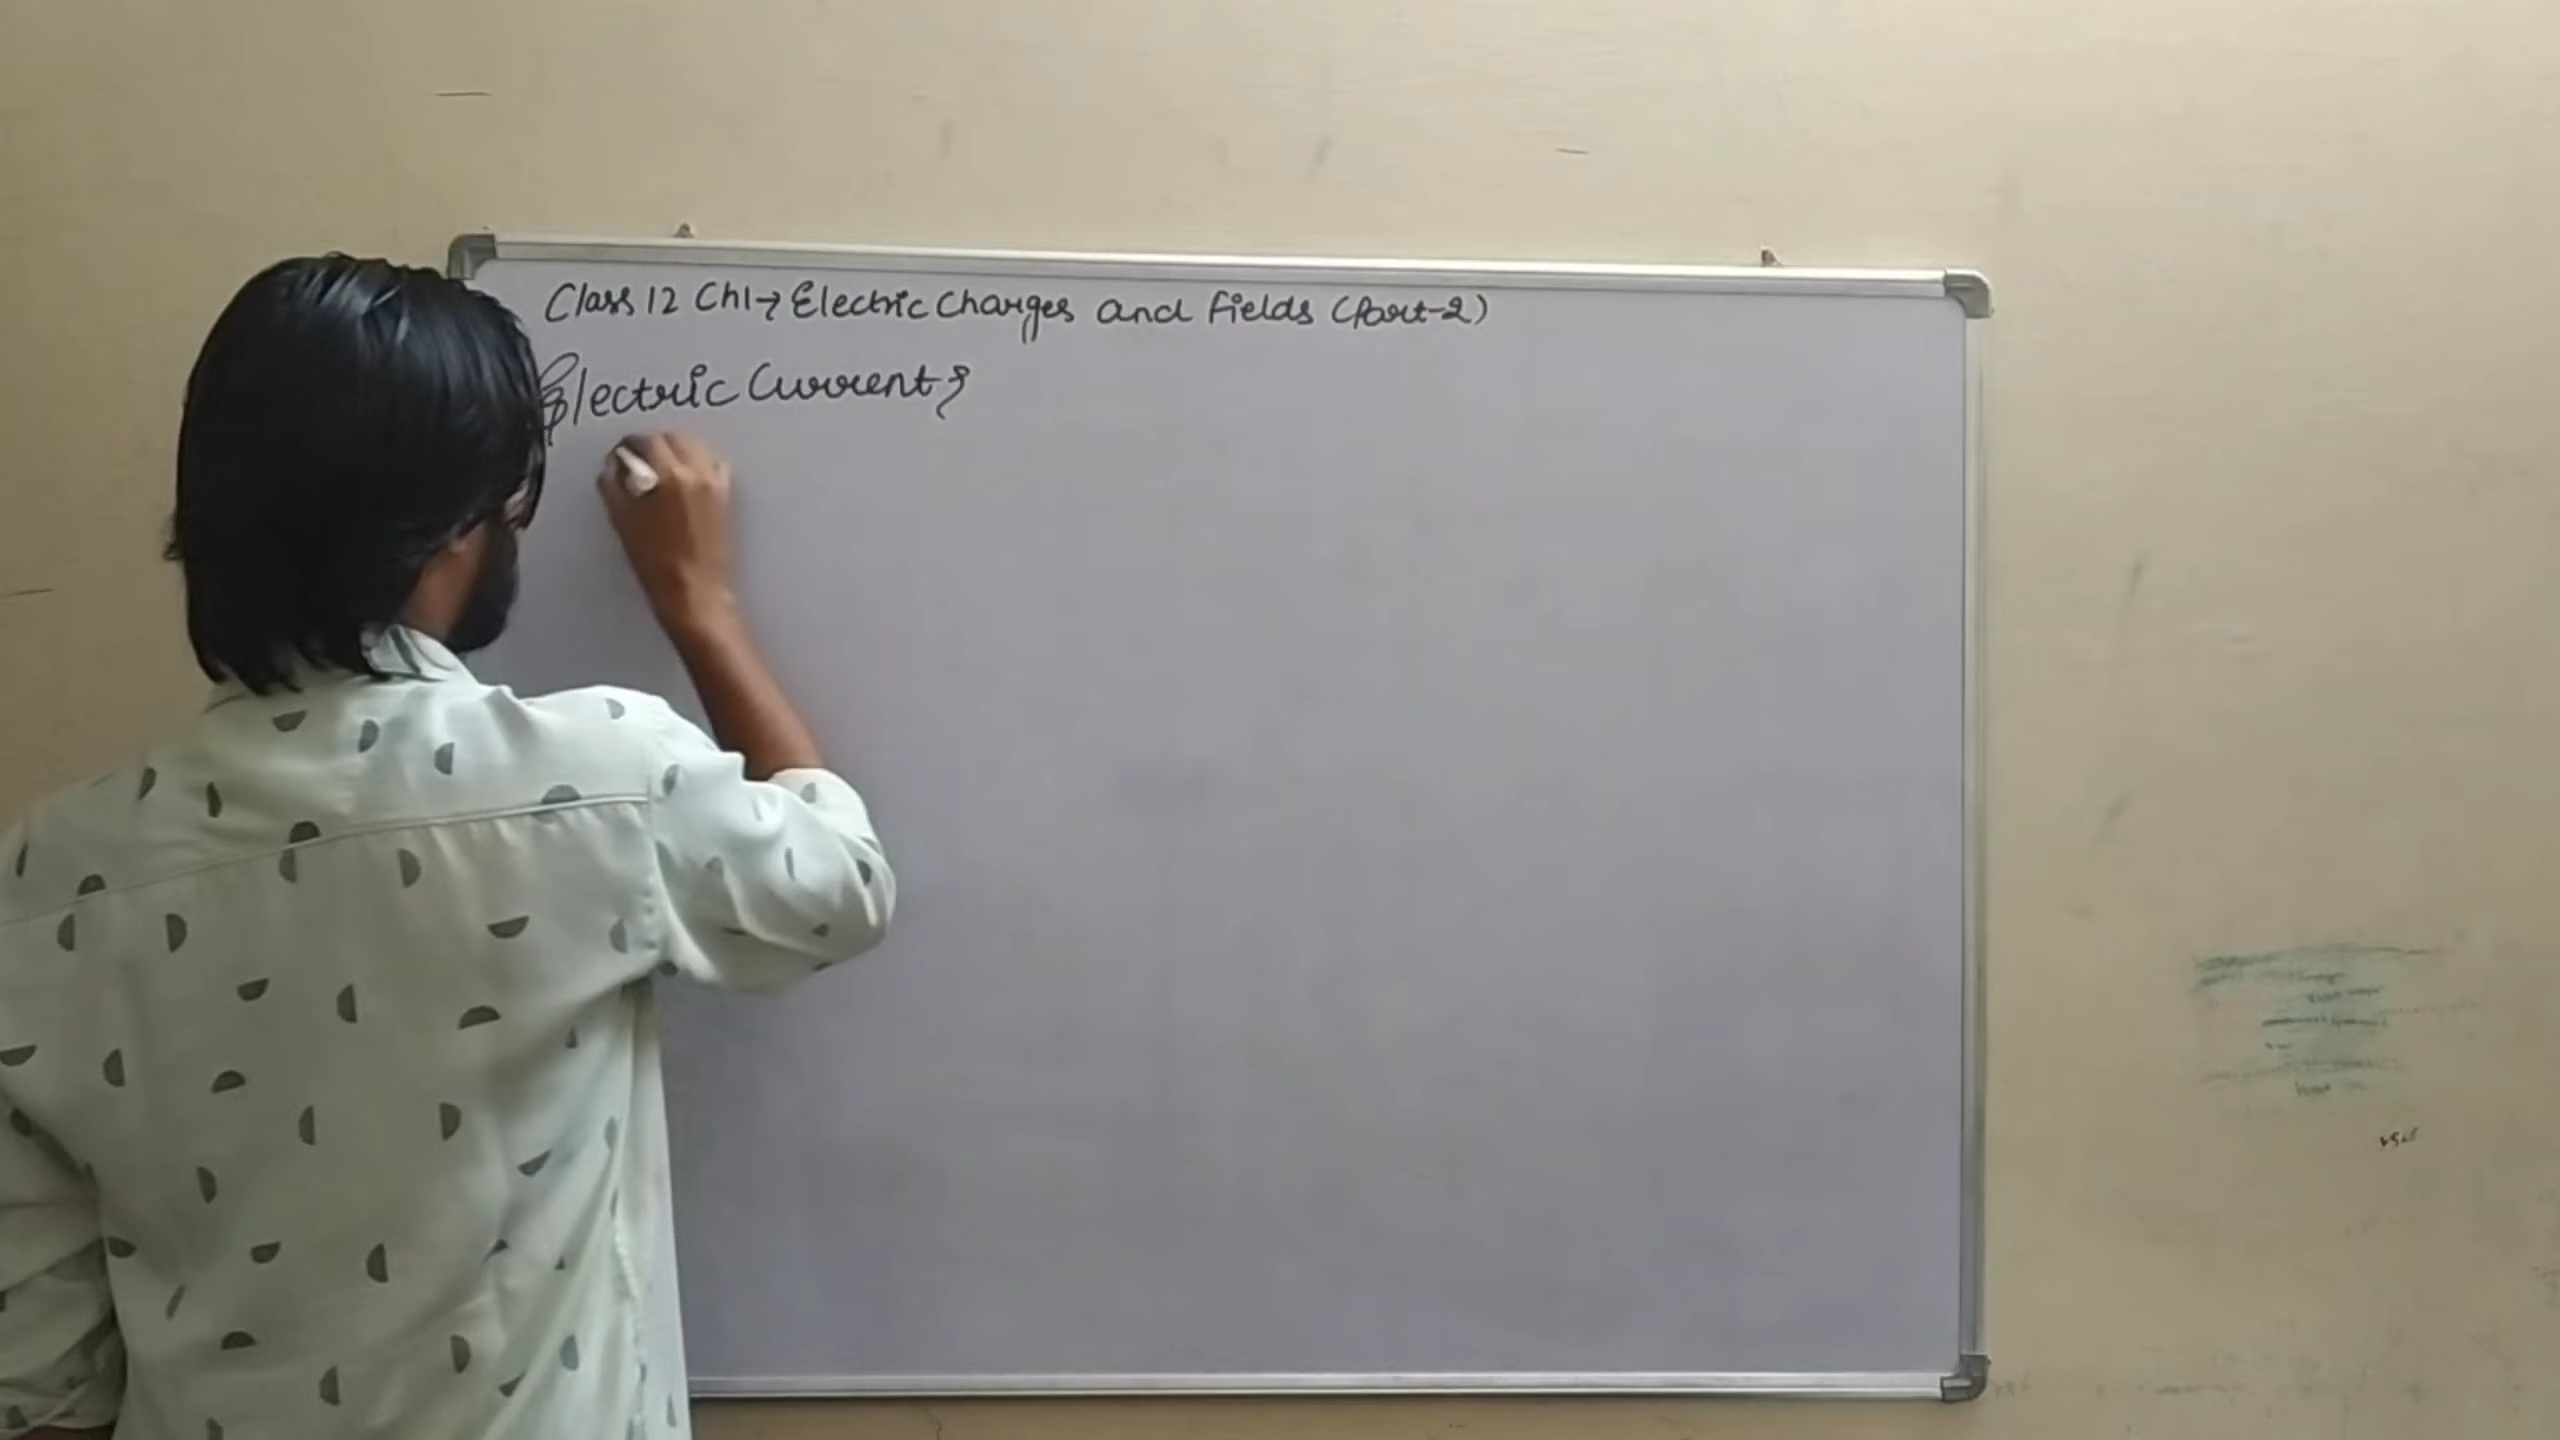 Class 12 Ch1→ Electric Charges and Fields (Part-2)
Electric Current→